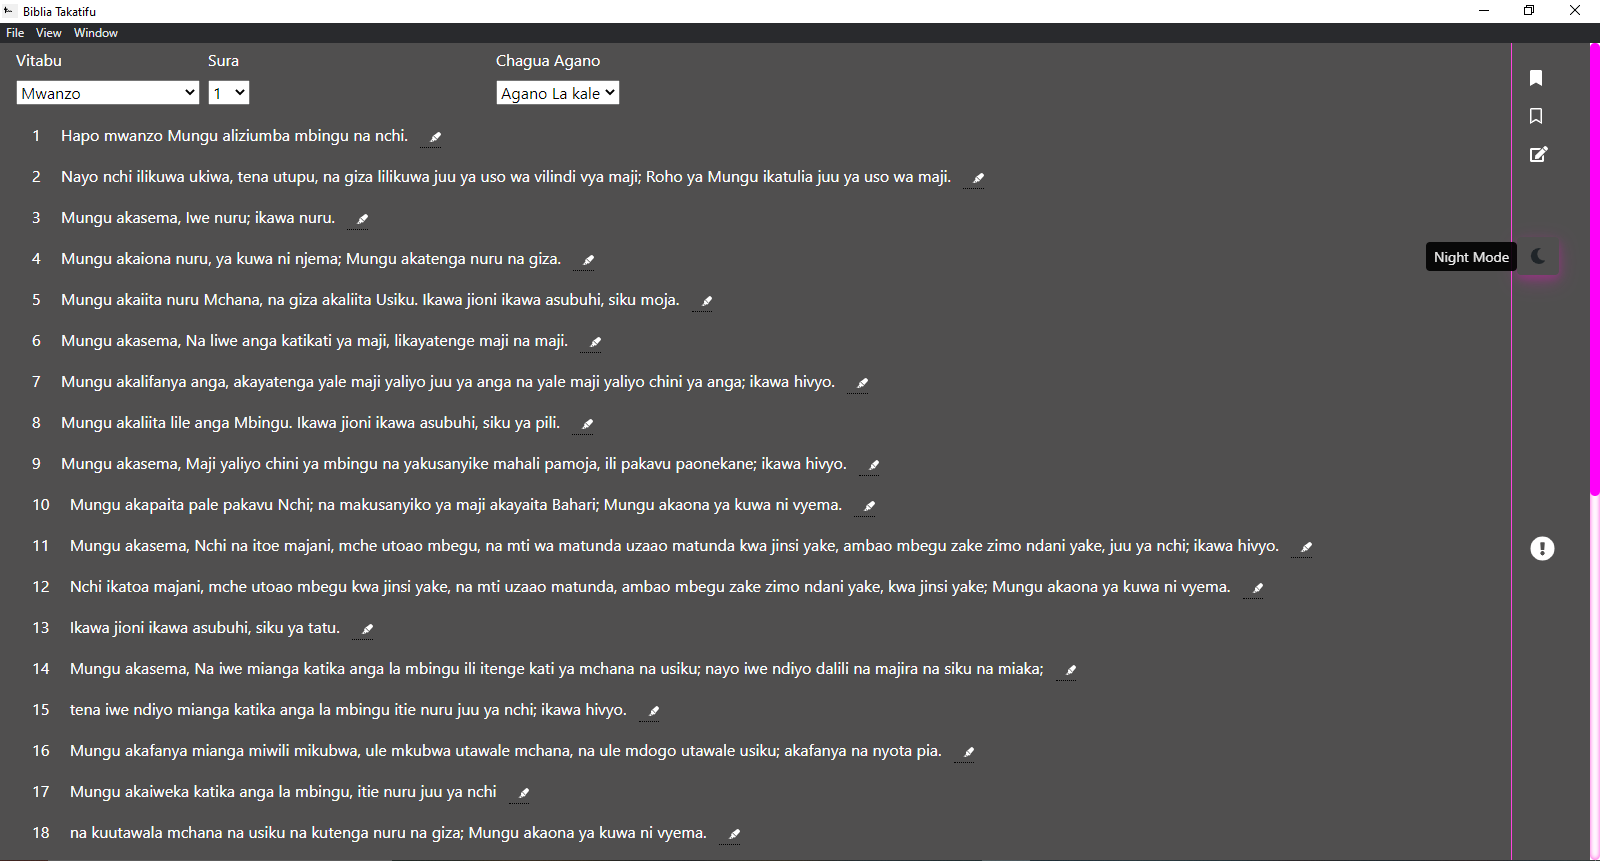 Biblia Takatifu
File View Window
Vitabu Sura Chagua Agano
Mwanzo 1 Agano La kale
1 Hapo mwanzo Mungu aliziumba mbingu na nchi.
2 Nayo nchi ilikuwa ukiwa, tena utupu, na giza lilikuwa juu ya uso wa vilindi vya maji; Roho ya Mungu ikatulia juu ya uso wa maji.
3 Mungu akasema, Iwe nuru; ikawa nuru.
4 Mungu akaiona nuru, ya kuwa ni njema; Mungu akatenga nuru na giza.
Night Mode
5 Mungu akaiita nuru Mchana, na giza akaliita Usiku. Ikawa jioni ikawa asubuhi, siku moja.
6 Mungu akasema, Na liwe anga katikati ya maji, likayatenge maji na maji.
7 Mungu akalifanya anga, akayatenga yale maji yaliyo juu ya anga na yale maji yaliyo chini ya anga; ikawa hivyo.
8 Mungu akaliita lile anga Mbingu. Ikawa jioni ikawa asubuhi, siku ya pili.
9 Mungu akasema, Maji yaliyo chini ya mbingu na yakusanyike mahali pamoja, ili pakavu paonekane; ikawa hivyo.
10 Mungu akapaita pale pakavu Nchi; na makusanyiko ya maji akayaita Bahari; Mungu akaona ya kuwa ni vyema.
11 Mungu akasema, Nchi na itoe majani, mche utoao mbegu, na mti wa matunda uzaao matunda kwa jinsi yake, ambao mbegu zake zimo ndani yake, juu ya nchi; ikawa hivyo.
12 Nchi ikatoa majani, mche utoao mbegu kwa jinsi yake, na mti uzaao matunda, ambao mbegu zake zimo ndani yake, kwa jinsi yake; Mungu akaona ya kuwa ni vyema.
13 Ikawa jioni ikawa asubuhi, siku ya tatu.
14 Mungu akasema, Na iwe mianga katika anga la mbingu ili itenge kati ya mchana na usiku; nayo iwe ndiyo dalili na majira na siku na miaka;
15 tena iwe ndiyo mianga katika anga la mbingu itie nuru juu ya nchi; ikawa hivyo.
16 Mungu akafanya mianga miwili mikubwa, ule mkubwa utawale mchana, na ule mdogo utawale usiku; akafanya na nyota pia.
17 Mungu akaiweka katika anga la mbingu, itie nuru juu ya nchi
18 na kuutawala mchana na usiku na kutenga nuru na giza; Mungu akaona ya kuwa ni vyema.